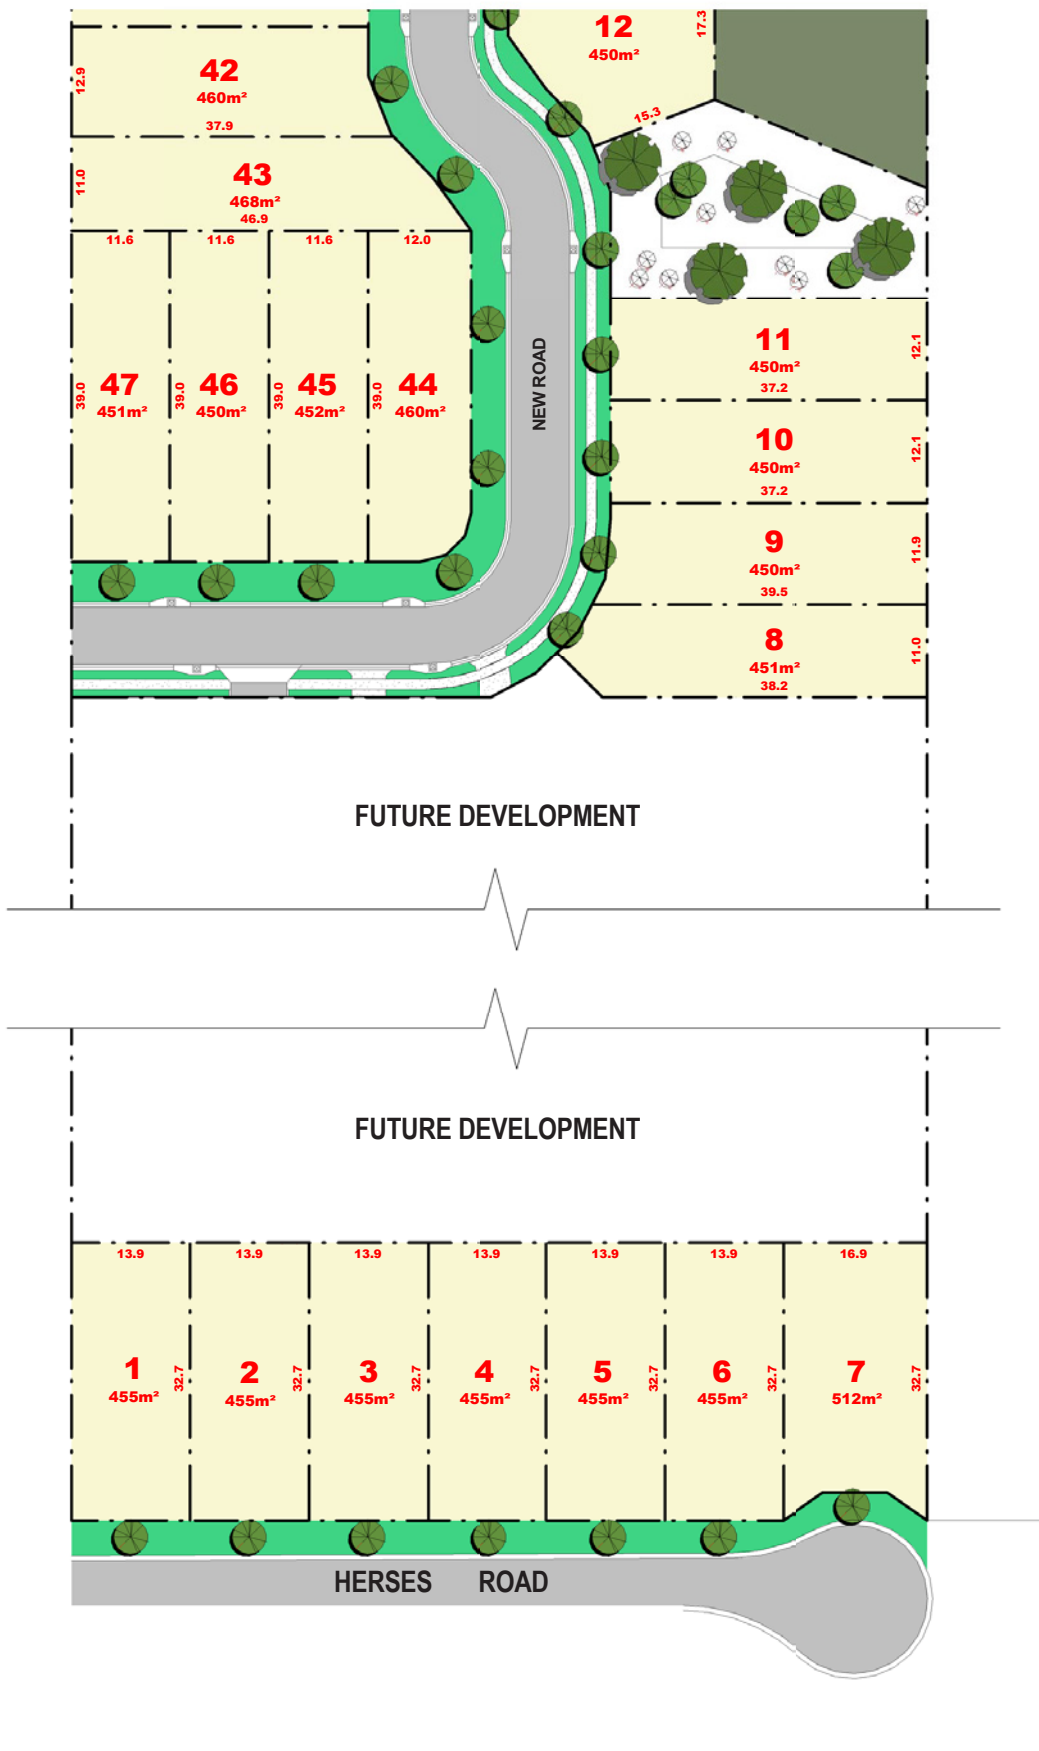 12
450m²
17.3
15.3
42
460m²
37.9
12.9
43
468m²
46.9
11.0
11.6
11.6
11.6
12.0
47
451m²
39.0
46
450m²
39.0
45
452m²
39.0
44
460m²
39.0
NEW ROAD
11
450m²
37.2
12.1
10
450m²
37.2
12.1
9
450m²
39.5
11.9
8
451m²
38.2
11.0
FUTURE DEVELOPMENT
FUTURE DEVELOPMENT
13.9
13.9
13.9
13.9
13.9
13.9
16.9
1
455m²
32.7
2
455m²
32.7
3
455m²
32.7
4
455m²
32.7
5
455m²
32.7
6
455m²
32.7
7
512m²
32.7
HERSES ROAD